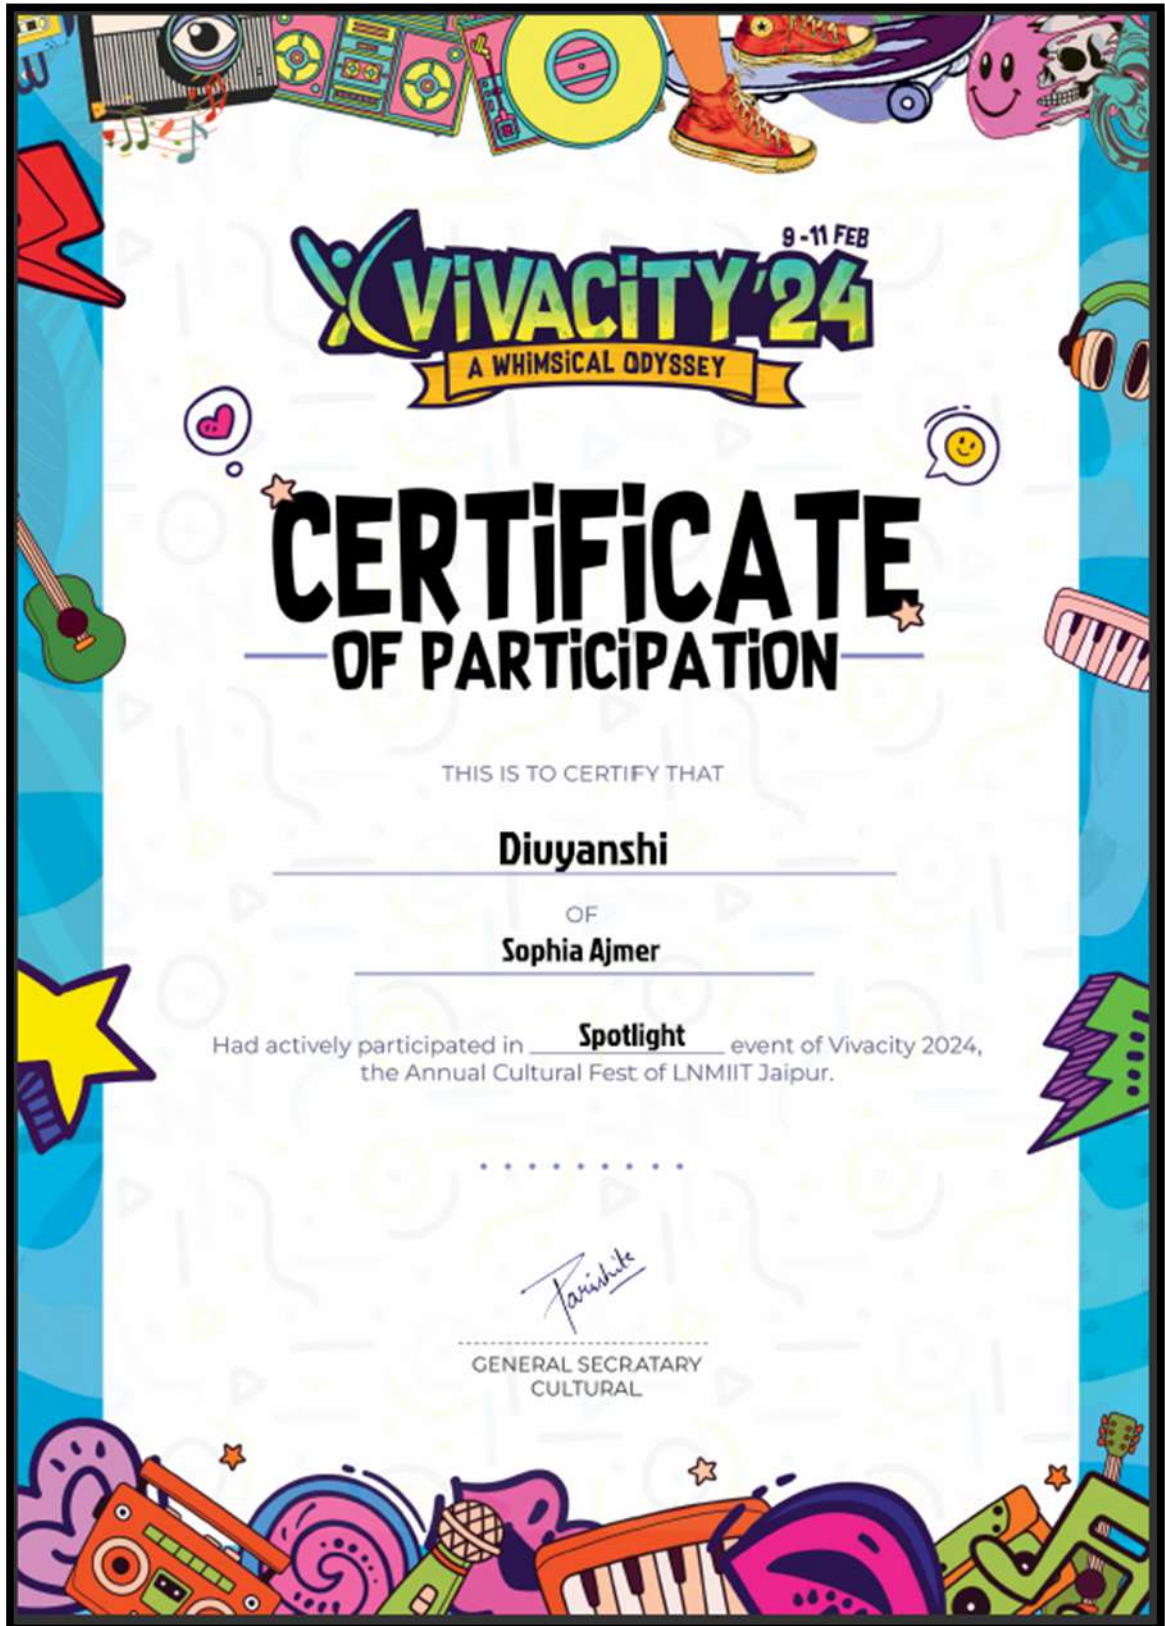 9-11 FEB
ViVACiTY'24
A WHiMSiCAL ODYSSEY
CERTiFiCATE
OF PARTiCiPATiON
THIS IS TO CERTIFY THAT
Divyanshi
OF
Sophia Ajmer
Had actively participated in Spotlight event of Vivacity 2024,
the Annual Cultural Fest of LNMIIT Jaipur.
Parishite
GENERAL SECRATARY
CULTURAL